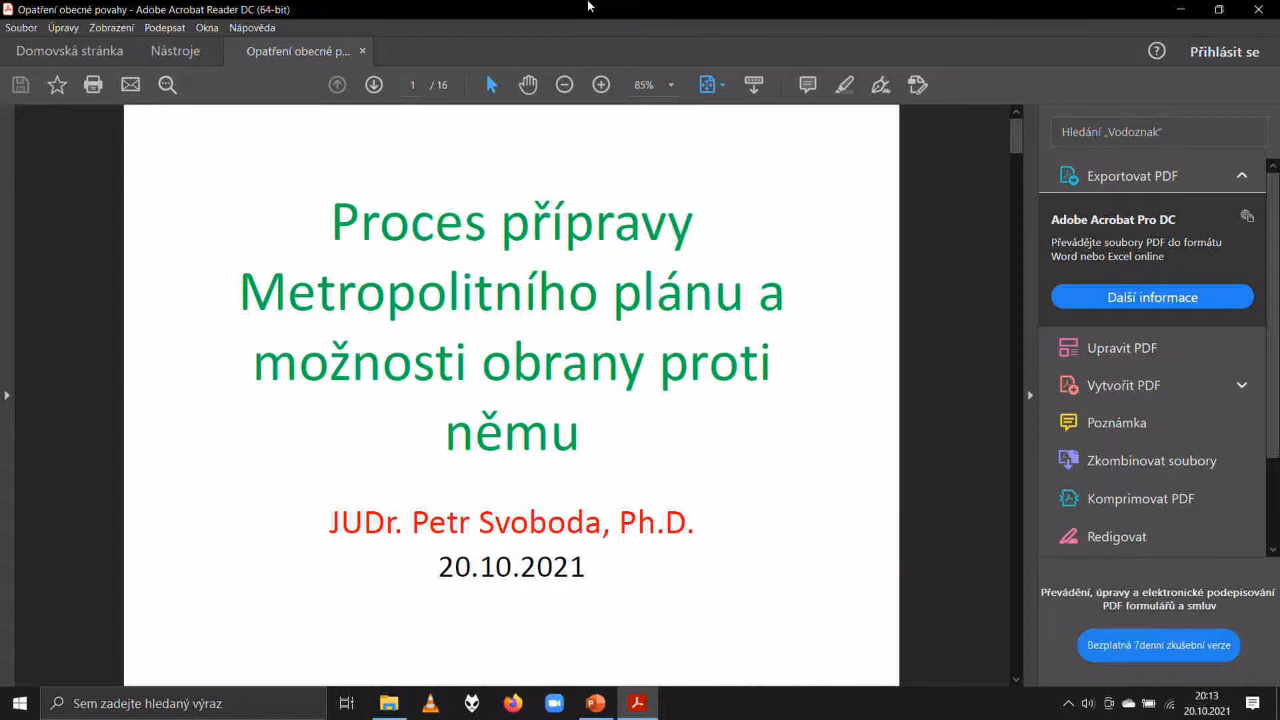 Opatření obecné povahy - Adobe Acrobat Reader DC (64-bit)
Soubor Úpravy Zobrazení Podepsat Okna Nápověda
Domovská stránka Nástroje Opatření obecné p... × Přihlásit se
1 / 16 85%
Hledání „Vodoznak"
Exportovat PDF
Adobe Acrobat Pro DC
Převádějte soubory PDF do formátu
Word nebo Excel online
Další informace
Upravit PDF
Vytvořit PDF
Poznámka
Zkombinovat soubory
Komprimovat PDF
Redigovat
Převádění, úpravy a elektronické podepisování
PDF formulářů a smluv
Bezplatná 7denní zkušební verze
Proces přípravy
Metropolitního plánu a
možnosti obrany proti
němu
JUDr. Petr Svoboda, Ph.D.
20.10.2021
Sem zadejte hledaný výraz
20:13
20.10.2021